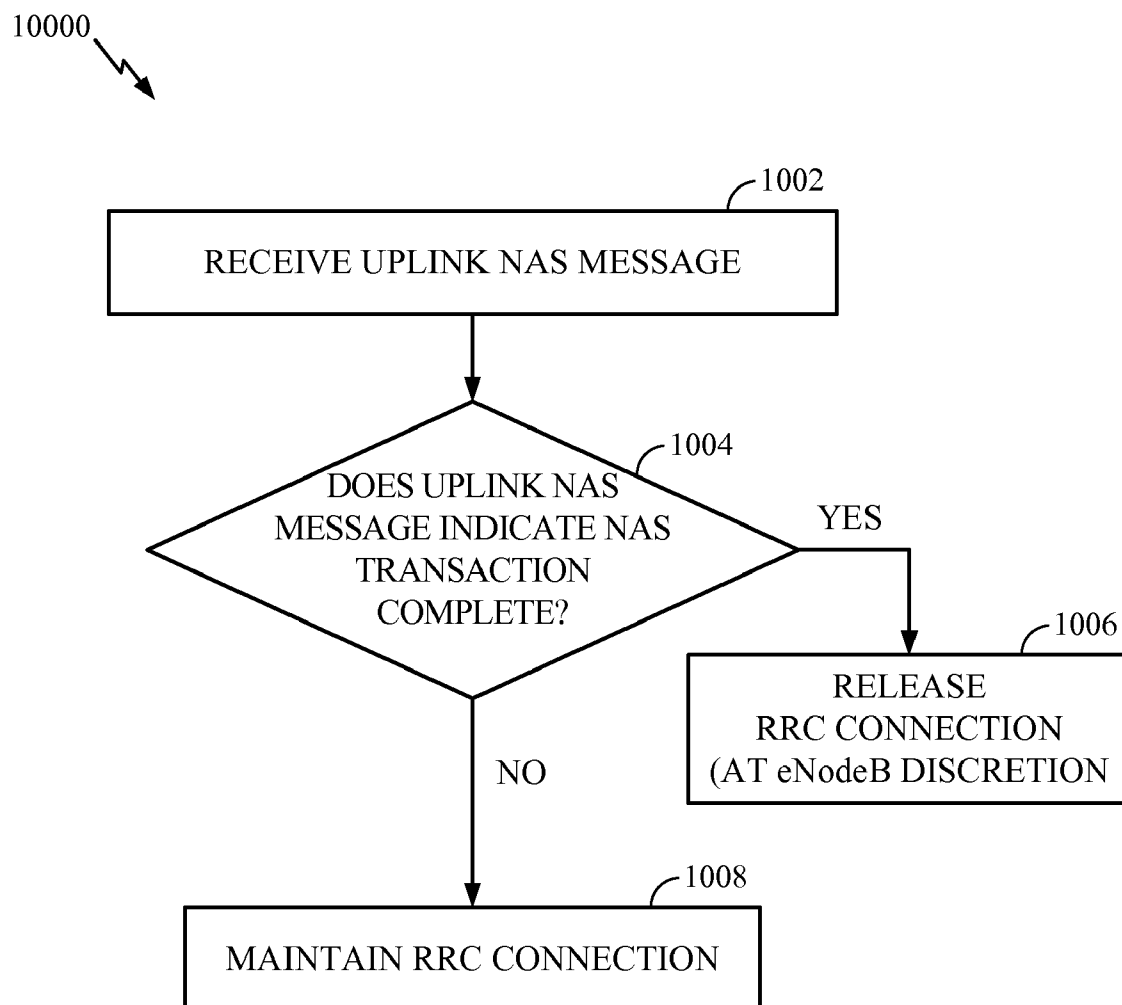 10000
1002
RECEIVE UPLINK NAS MESSAGE
1004
DOES UPLINK NAS
MESSAGE INDICATE NAS
TRANSACTION
COMPLETE?
YES
1006
RELEASE
RRC CONNECTION
(AT eNodeB DISCRETION
NO
1008
MAINTAIN RRC CONNECTION